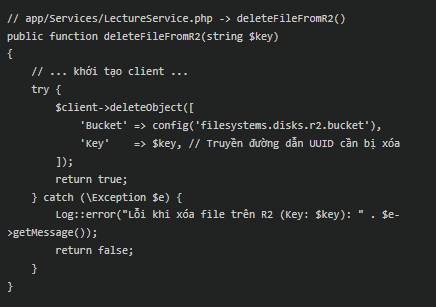 // app/Services/LectureService.php -> deleteFileFromR2()
public function deleteFileFromR2(string $key)
{
    // ... khởi tạo client ...
    try {
        $client->deleteObject([
            'Bucket' => config('filesystems.disks.r2.bucket'),
            'Key'    => $key, // Truyền đường dẫn UUID cần bị xóa
        ]);
        return true;
    } catch (\Exception $e) {
        Log::error("Lỗi khi xóa file trên R2 (Key: $key): " . $e-
>getMessage());
        return false;
    }
}